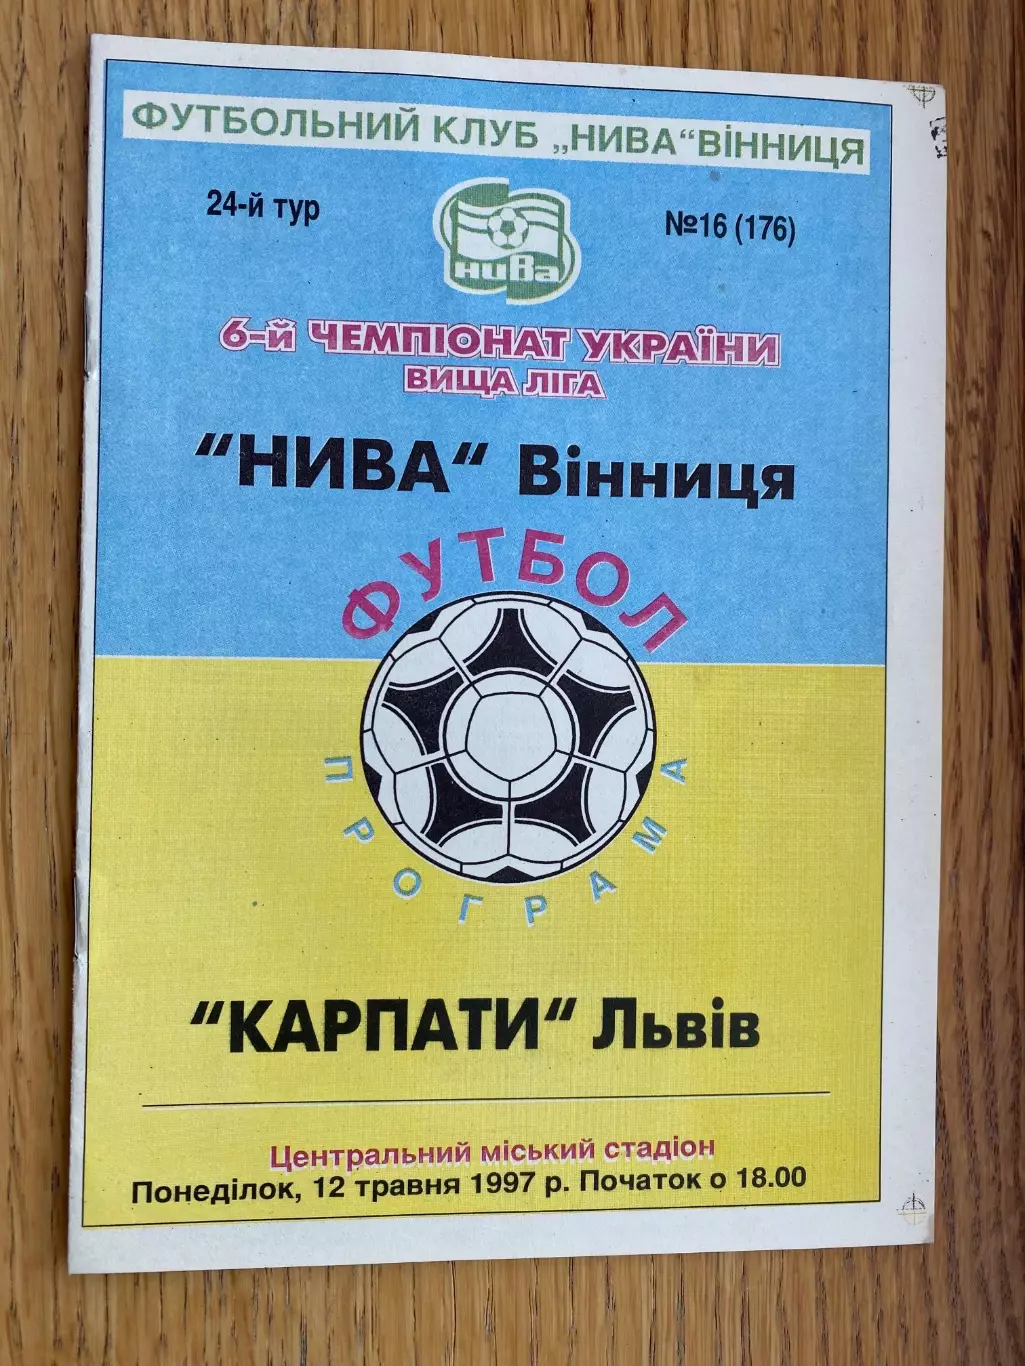 ФУТБОЛЬНИЙ КЛУБ „НИВА“ ВІННИЦЯ
24-й тур
№16 (176)
нива
6-й ЧЕМПІОНАТ УКРАЇНИ
ВИЩА ЛІГА
“НИВА“ Вінниця
ФУТБОЛ
ПРОГРАМА
“КАРПАТИ“ Львів
Центральний міський стадіон
Понеділок, 12 травня 1997 р. Початок о 18.00